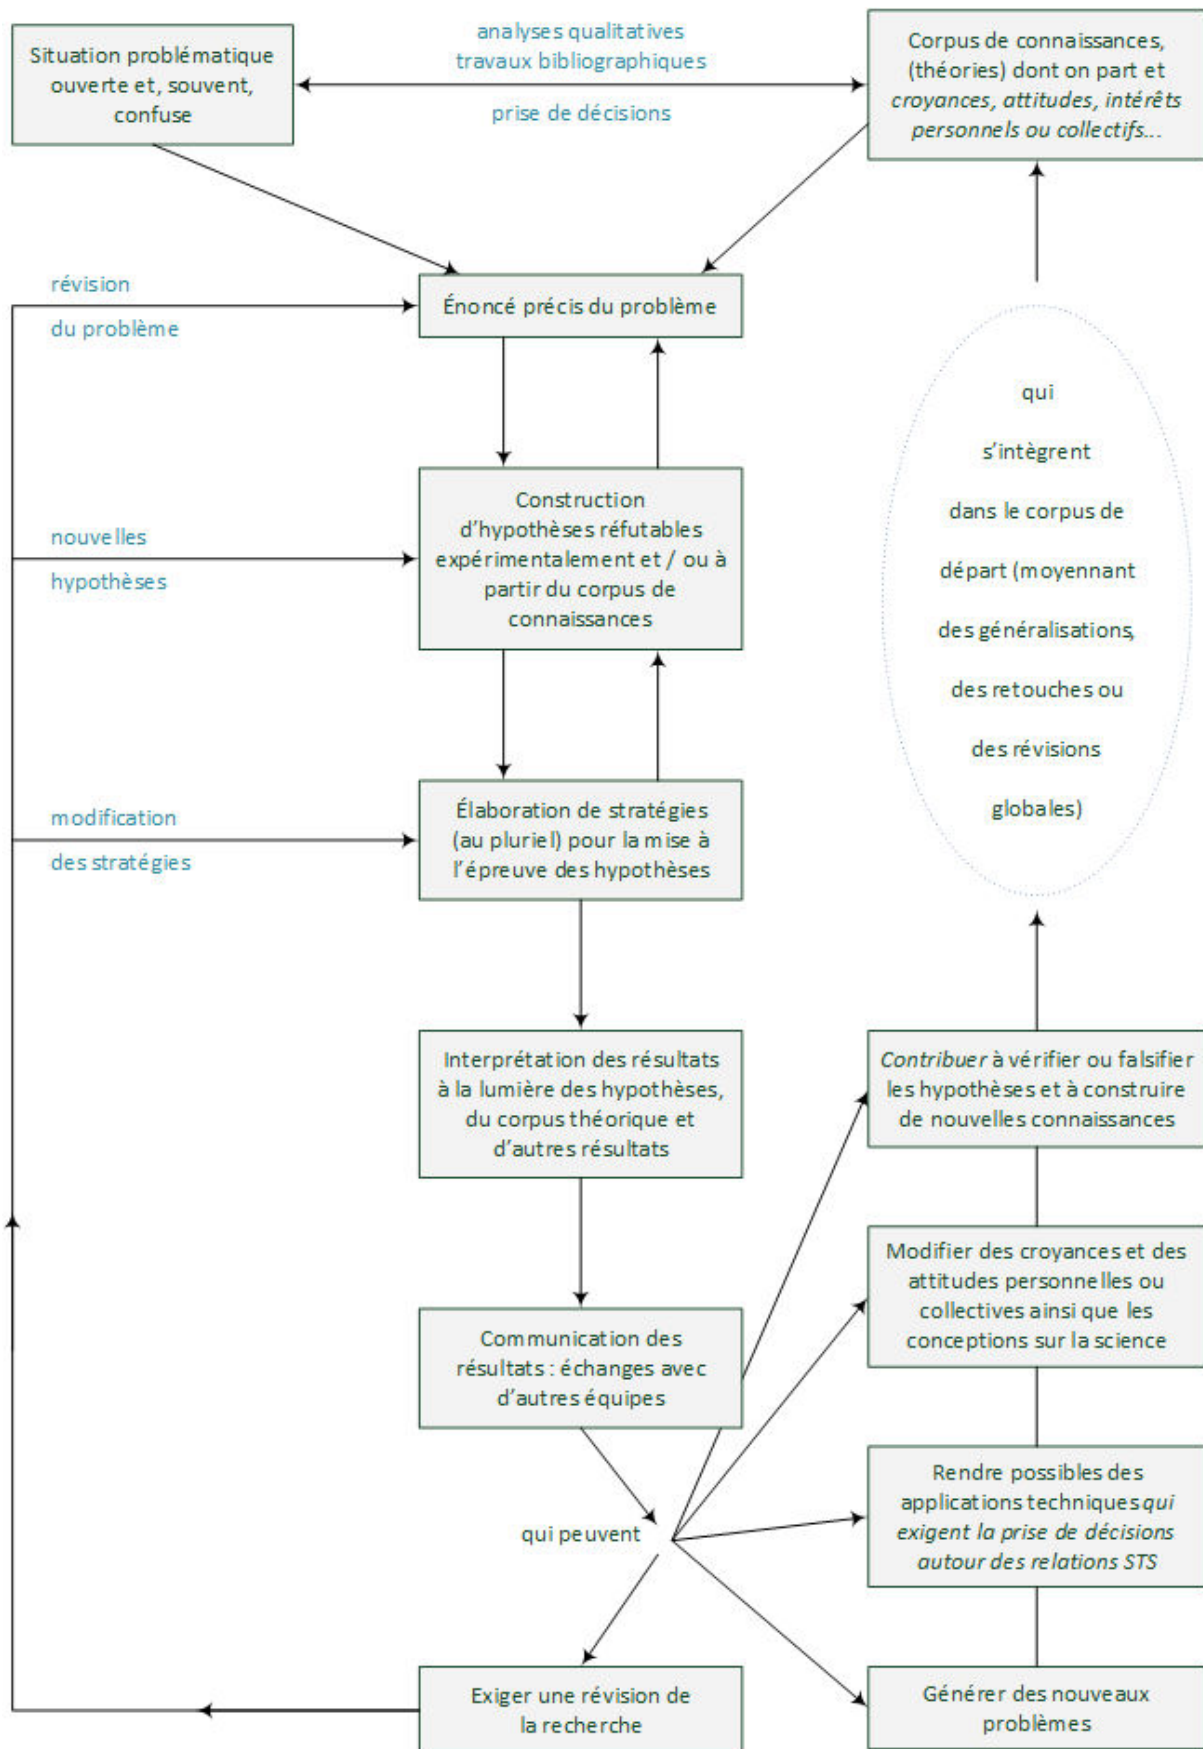 Situation problématique
ouverte et, souvent,
confuse
analyses qualitatives
travaux bibliographiques
prise de décisions
Corpus de connaissances,
(théories) dont on part et
croyances, attitudes, intérêts
personnels ou collectifs...
révision
du problème
Énoncé précis du problème
nouvelles
hypothèses
Construction
d’hypothèses réfutables
expérimentalement et / ou à
partir du corpus de
connaissances
qui
s’intègrent
dans le corpus de
départ (moyennant
des généralisations,
des retouches ou
des révisions
globales)
modification
des stratégies
Élaboration de stratégies
(au pluriel) pour la mise à
l’épreuve des hypothèses
Interprétation des résultats
à la lumière des hypothèses,
du corpus théorique et
d’autres résultats
Contribuer à vérifier ou falsifier
les hypothèses et à construire
de nouvelles connaissances
Modifier des croyances et des
attitudes personnelles ou
collectives ainsi que les
conceptions sur la science
Communication des
résultats : échanges avec
d’autres équipes
qui peuvent
Rendre possibles des
applications techniques qui
exigent la prise de décisions
autour des relations STS
Exiger une révision de
la recherche
Générer des nouveaux
problèmes